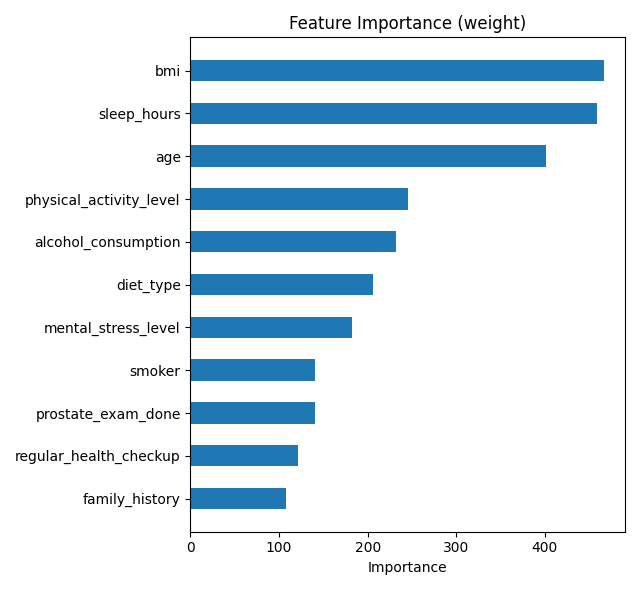 Feature Importance (weight)
bmi
sleep_hours
age
physical_activity_level
alcohol_consumption
diet_type
mental_stress_level
smoker
prostate_exam_done
regular_health_checkup
family_history
0 100 200 300 400
Importance